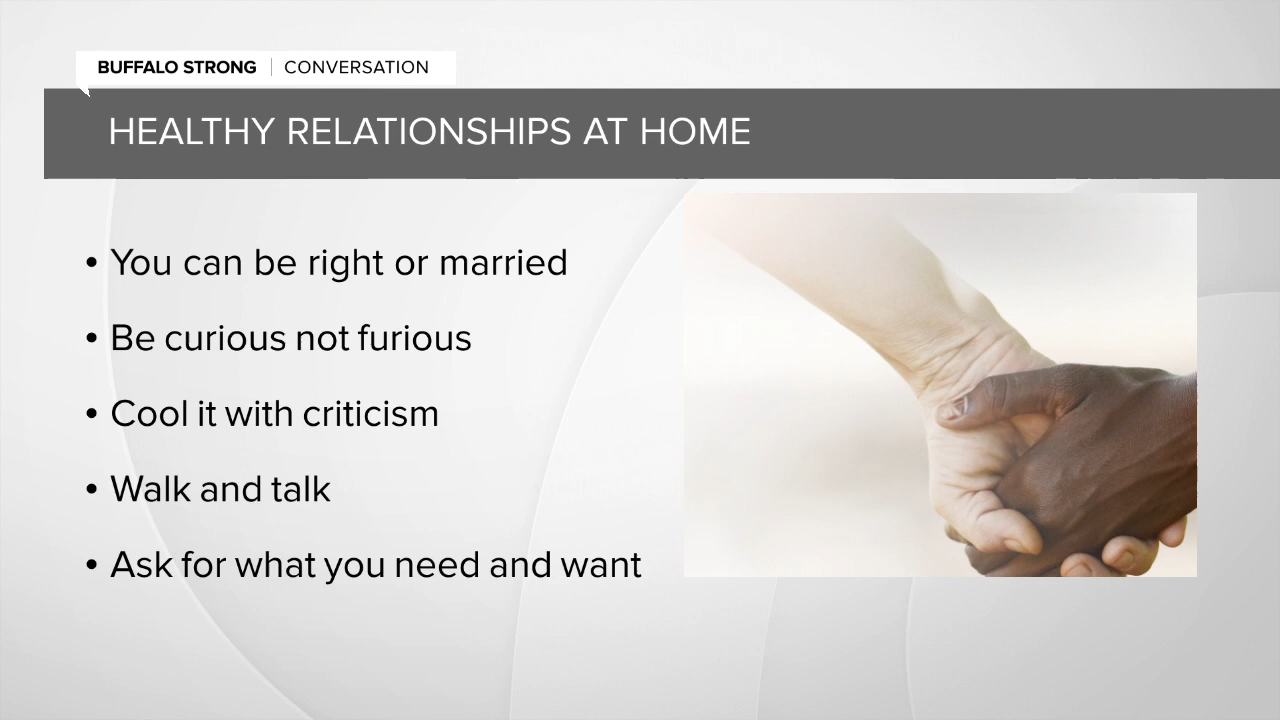 BUFFALO STRONG | CONVERSATION
HEALTHY RELATIONSHIPS AT HOME
• You can be right or married
• Be curious not furious
• Cool it with criticism
• Walk and talk
• Ask for what you need and want